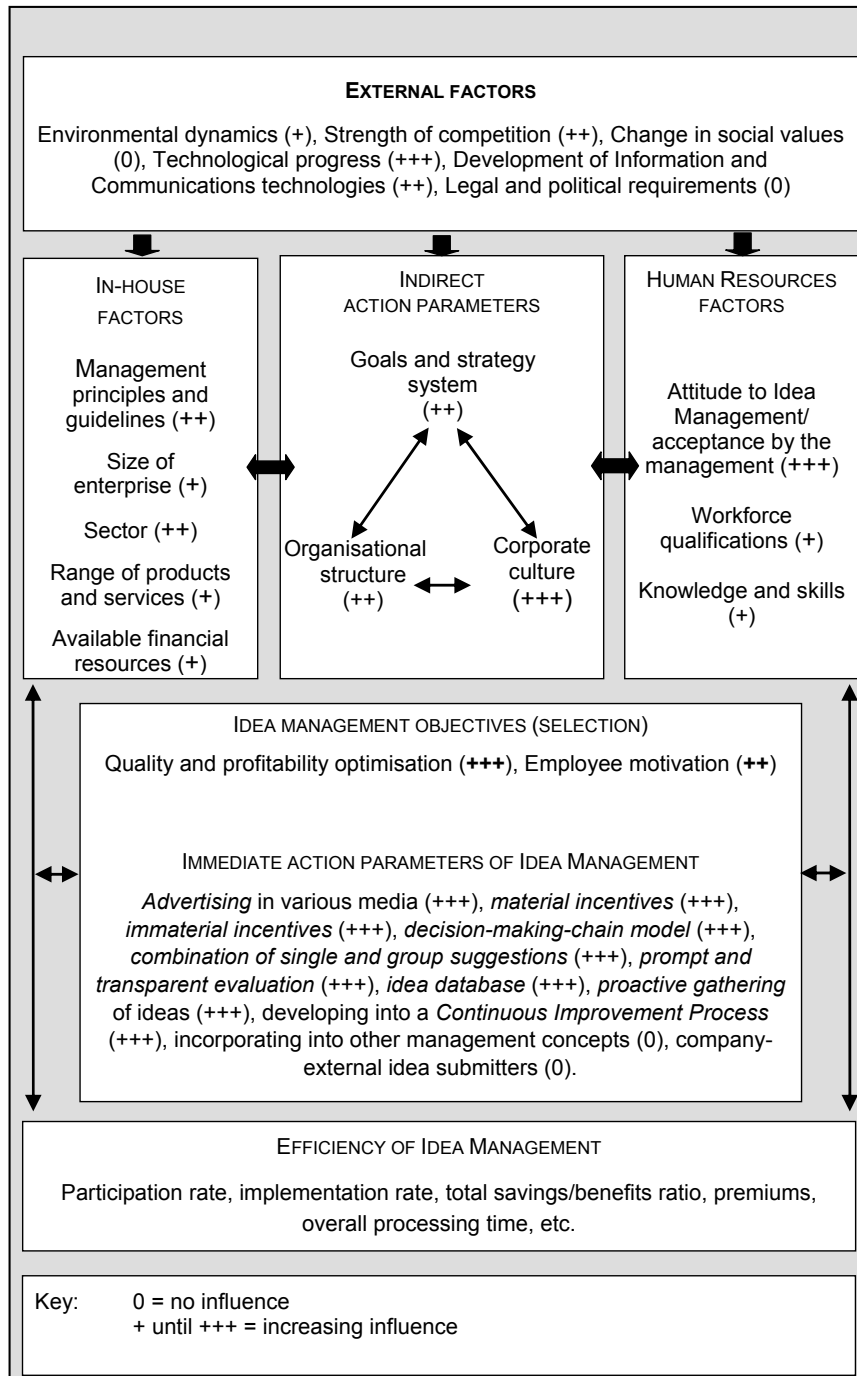 EXTERNAL FACTORS
Environmental dynamics (+), Strength of competition (++), Change in social values
(0), Technological progress (+++), Development of Information and
Communications technologies (++), Legal and political requirements (0)
IN-HOUSE
FACTORS
Management
principles and
guidelines (++)
Size of
enterprise (+)
Sector (++)
Range of products
and services (+)
Available financial
resources (+)
INDIRECT
ACTION PARAMETERS
Goals and strategy
system
(++)
Organisational
structure
(++)
Corporate
culture
(+++)
HUMAN RESOURCES
FACTORS
Attitude to Idea
Management/
acceptance by the
management (+++)
Workforce
qualifications (+)
Knowledge and skills
(+)
IDEA MANAGEMENT OBJECTIVES (SELECTION)
Quality and profitability optimisation (+++), Employee motivation (++)
IMMEDIATE ACTION PARAMETERS OF IDEA MANAGEMENT
Advertising in various media (+++), material incentives (+++),
immaterial incentives (+++), decision-making-chain model (+++),
combination of single and group suggestions (+++), prompt and
transparent evaluation (+++), idea database (+++), proactive gathering
of ideas (+++), developing into a Continuous Improvement Process
(+++), incorporating into other management concepts (0), company-
external idea submitters (0).
EFFICIENCY OF IDEA MANAGEMENT
Participation rate, implementation rate, total savings/benefits ratio, premiums,
overall processing time, etc.
Key: 0 = no influence
+ until +++ = increasing influence